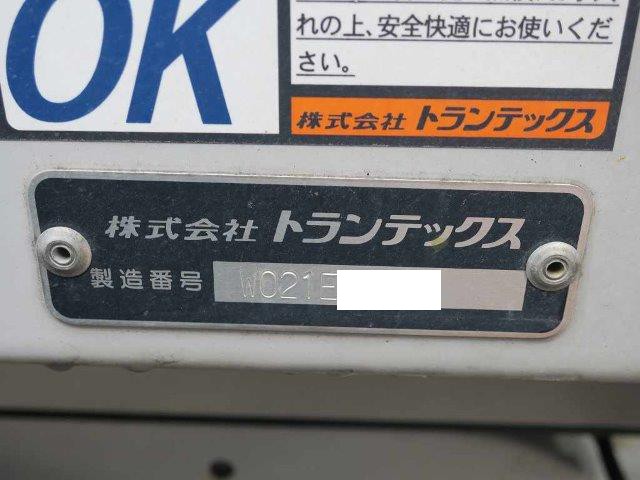 OK
れの上、安全快適にお使いくだ
さい。
株式会社 トランテックス
株式会社 トランテックス
製造番号 W021E